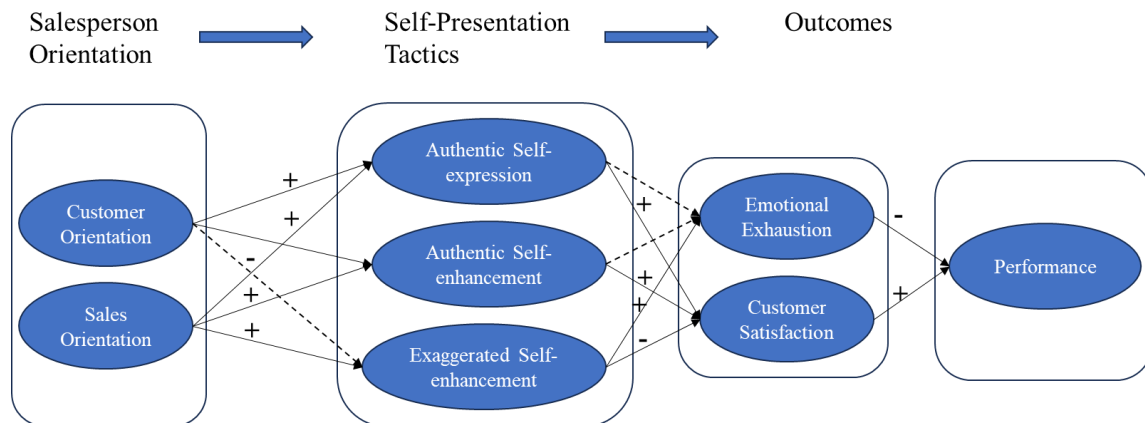 Salesperson
Orientation
Self-Presentation
Tactics
Outcomes
Customer
Orientation
Sales
Orientation
+
+
-
+
+
Authentic Self-
expression
Authentic Self-
enhancement
Exaggerated Self-
enhancement
+
+
+
-
Emotional
Exhaustion
Customer
Satisfaction
-
+
Performance